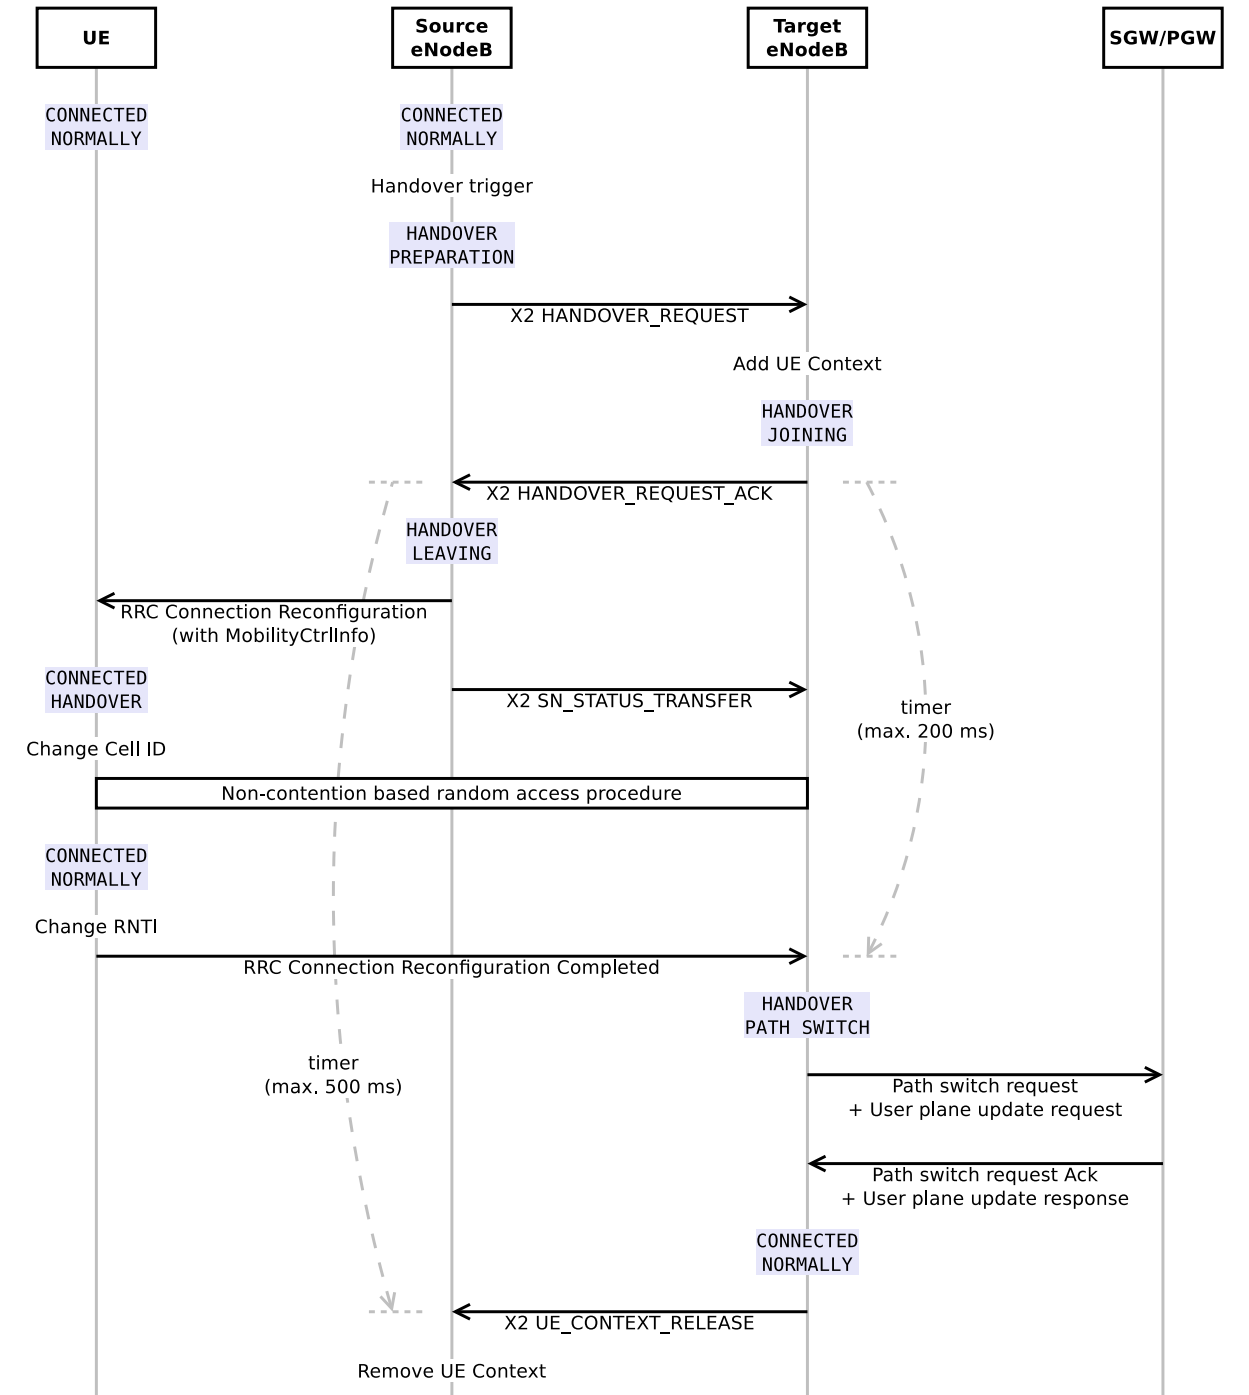 UE
Source
eNodeB
Target
eNodeB
SGW/PGW
CONNECTED
NORMALLY
CONNECTED
NORMALLY
Handover trigger
HANDOVER
PREPARATION
X2 HANDOVER_REQUEST
Add UE Context
HANDOVER
JOINING
X2 HANDOVER_REQUEST_ACK
HANDOVER
LEAVING
RRC Connection Reconfiguration
(with MobilityCtrlInfo)
CONNECTED
HANDOVER
X2 SN_STATUS_TRANSFER
timer
(max. 200 ms)
Change Cell ID
Non-contention based random access procedure
CONNECTED
NORMALLY
Change RNTI
RRC Connection Reconfiguration Completed
HANDOVER
PATH SWITCH
timer
(max. 500 ms)
Path switch request
+ User plane update request
Path switch request Ack
+ User plane update response
CONNECTED
NORMALLY
X2 UE_CONTEXT_RELEASE
Remove UE Context